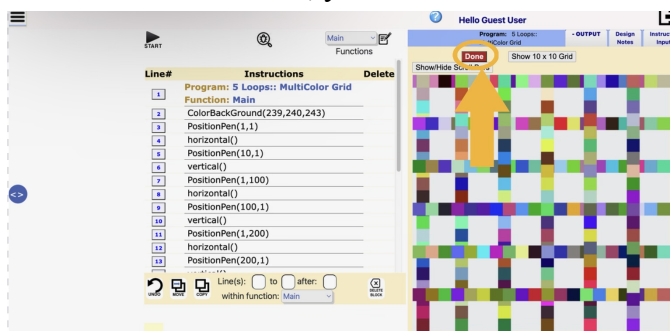 Hello Guest User
START
Main
Functions
Line# Instructions Delete
1 Program: 5 Loops:: MultiColor Grid
Function: Main
2 ColorBackGround(239,240,243)
3 PositionPen(1,1)
4 horizontal()
5 PositionPen(10,1)
6 vertical()
7 PositionPen(1,100)
8 horizontal()
9 PositionPen(100,1)
10 vertical()
11 PositionPen(1,200)
12 horizontal()
13 PositionPen(200,1)
UNDO MOVE COPY Line(s): to after: DELETE BLOCK
within function: Main
<>
Program: 5 Loops::
MultiColor Grid
- OUTPUT
Design
Notes
Done
Show 10 x 10 Grid
Show/Hide